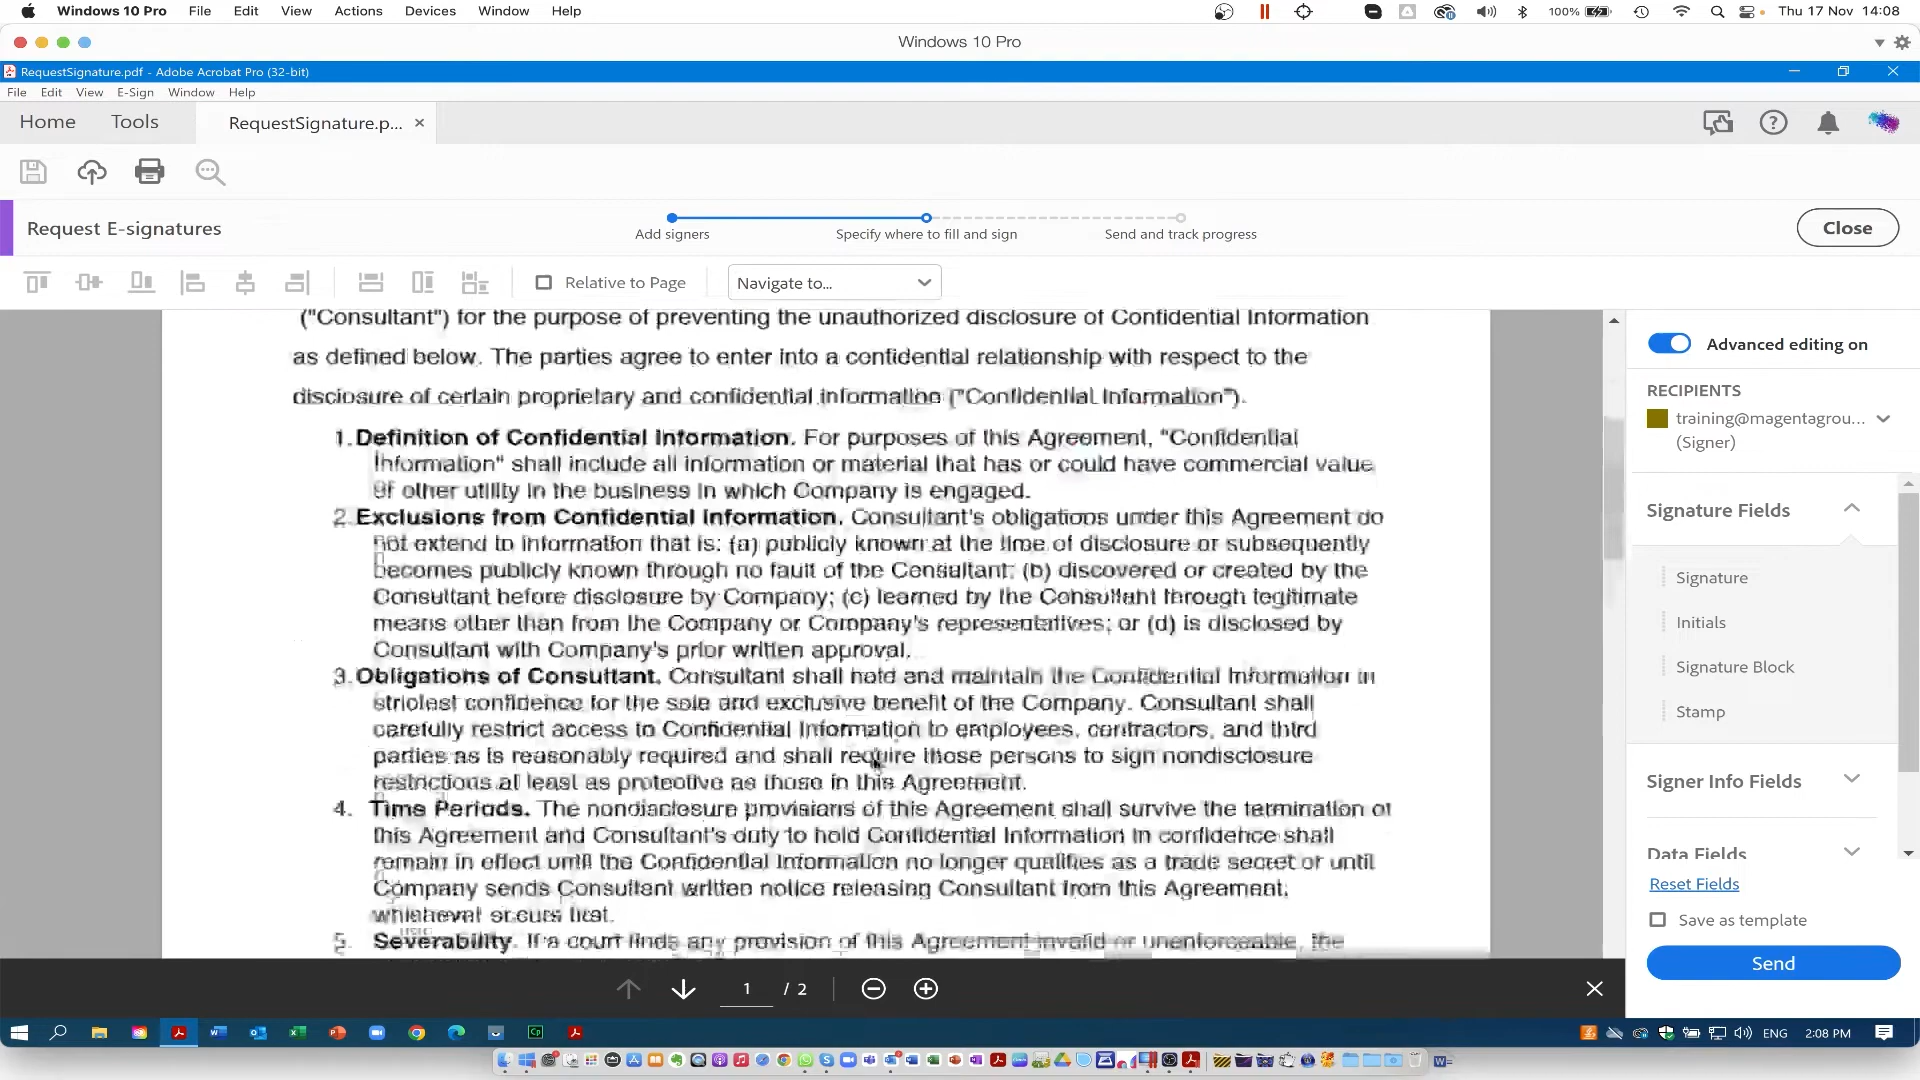 Windows 10 Pro File Edit View Actions Devices Window Help 100% Thu 17 Nov 14:08
Windows 10 Pro
RequestSignature.pdf - Adobe Acrobat Pro (32-bit)
File Edit View E-Sign Window Help
Home Tools RequestSignature.p...
Request E-signatures
Add signers Specify where to fill and sign Send and track progress
Close
Relative to Page Navigate to...
("Consultant") for the purpose of preventing the unauthorized disclosure of Confidential Information
as defined below. The parties agree to enter into a confidential relationship with respect to the
disclosure of certain proprietary and confidential information ("Confidential Information").
1. Definition of Confidential Information. For purposes of this Agreement, "Confidential
Information" shall include all information or material that has or could have commercial value
or other utility in the business in which Company is engaged.
2. Exclusions from Confidential Information. Consultant's obligations under this Agreement do
not extend to information that is: (a) publicly known at the time of disclosure or subsequently
becomes publicly known through no fault of the Consultant; (b) discovered or created by the
Consultant before disclosure by Company; (c) learned by the Consultant through legitimate
means other than from the Company or Company's representatives; or (d) is disclosed by
Consultant with Company's prior written approval.
3. Obligations of Consultant. Consultant shall hold and maintain the Confidential Information in
strictest confidence for the sole and exclusive benefit of the Company. Consultant shall
carefully restrict access to Confidential Information to employees, contractors, and third
parties as is reasonably required and shall require those persons to sign nondisclosure
restrictions at least as protective as those in this Agreement.
4. Time Periods. The nondisclosure provisions of this Agreement shall survive the termination of
this Agreement and Consultant's duty to hold Confidential Information in confidence shall
remain in effect until the Confidential Information no longer qualifies as a trade secret or until
Company sends Consultant written notice releasing Consultant from this Agreement,
whichever occurs first.
5. Severability. If a court finds any provision of this Agreement invalid or unenforceable, the
Advanced editing on
RECIPIENTS
training@magentagrou...
(Signer)
Signature Fields
Signature
Initials
Signature Block
Stamp
Signer Info Fields
Data Fields
Reset Fields
Save as template
Send
1 / 2
ENG 2:08 PM